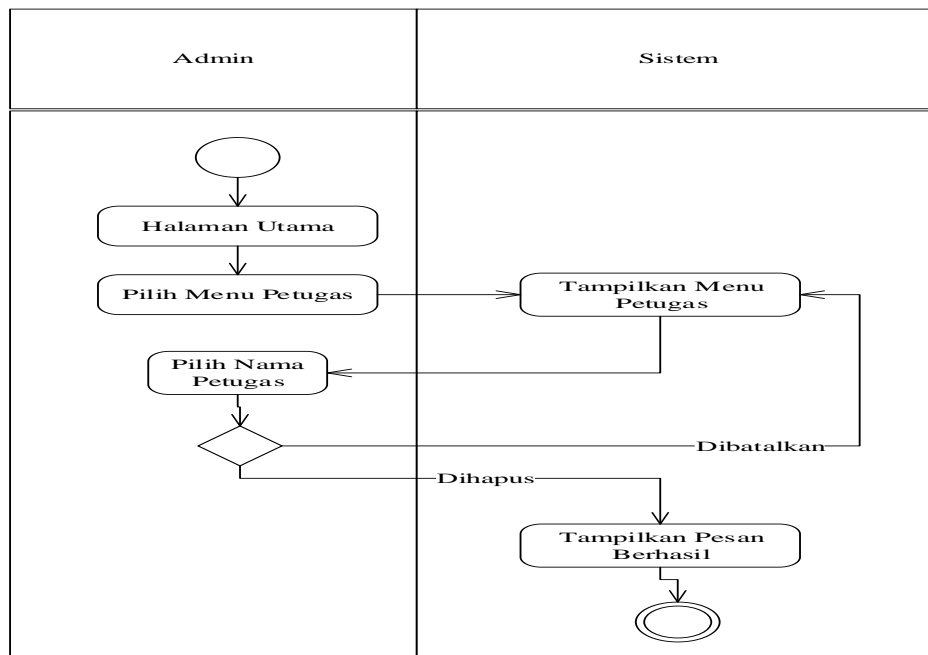 Admin
Sistem
Halaman Utama
Pilih Menu Petugas
Tampilkan Menu
Petugas
Pilih Nama
Petugas
Dibatalkan
Dihapus
Tampilkan Pesan
Berhasil